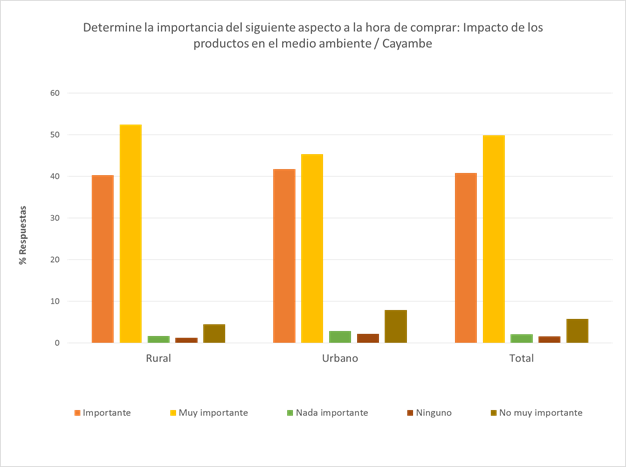 Determine la importancia del siguiente aspecto a la hora de comprar: Impacto de los
productos en el medio ambiente / Cayambe
60
50
40
30
20
10
0
% Respuestas
Rural Urbano Total
Importante Muy importante Nada importante Ninguno No muy importante